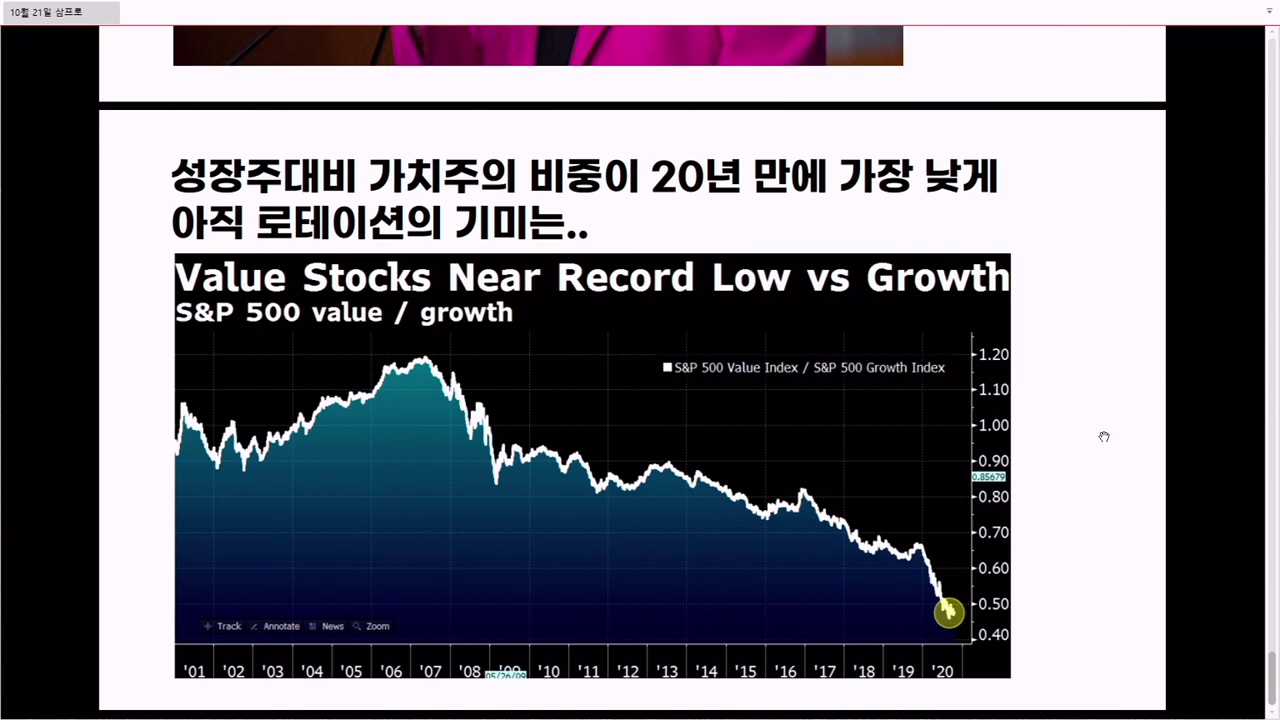 10월 21일 삼프로
성장주대비 가치주의 비중이 20년 만에 가장 낮게
아직 로테이션의 기미는..
Value Stocks Near Record Low vs Growth
S&P 500 value / growth
S&P 500 Value Index / S&P 500 Growth Index
1.20
1.10
1.00
0.90
0.85679
0.80
0.70
0.60
0.50
0.40
Track Annotate News Zoom
'01 '02 '03 '04 '05 '06 '07 '08 '09 '10 '11 '12 '13 '14 '15 '16 '17 '18 '19 '20
05/26/09